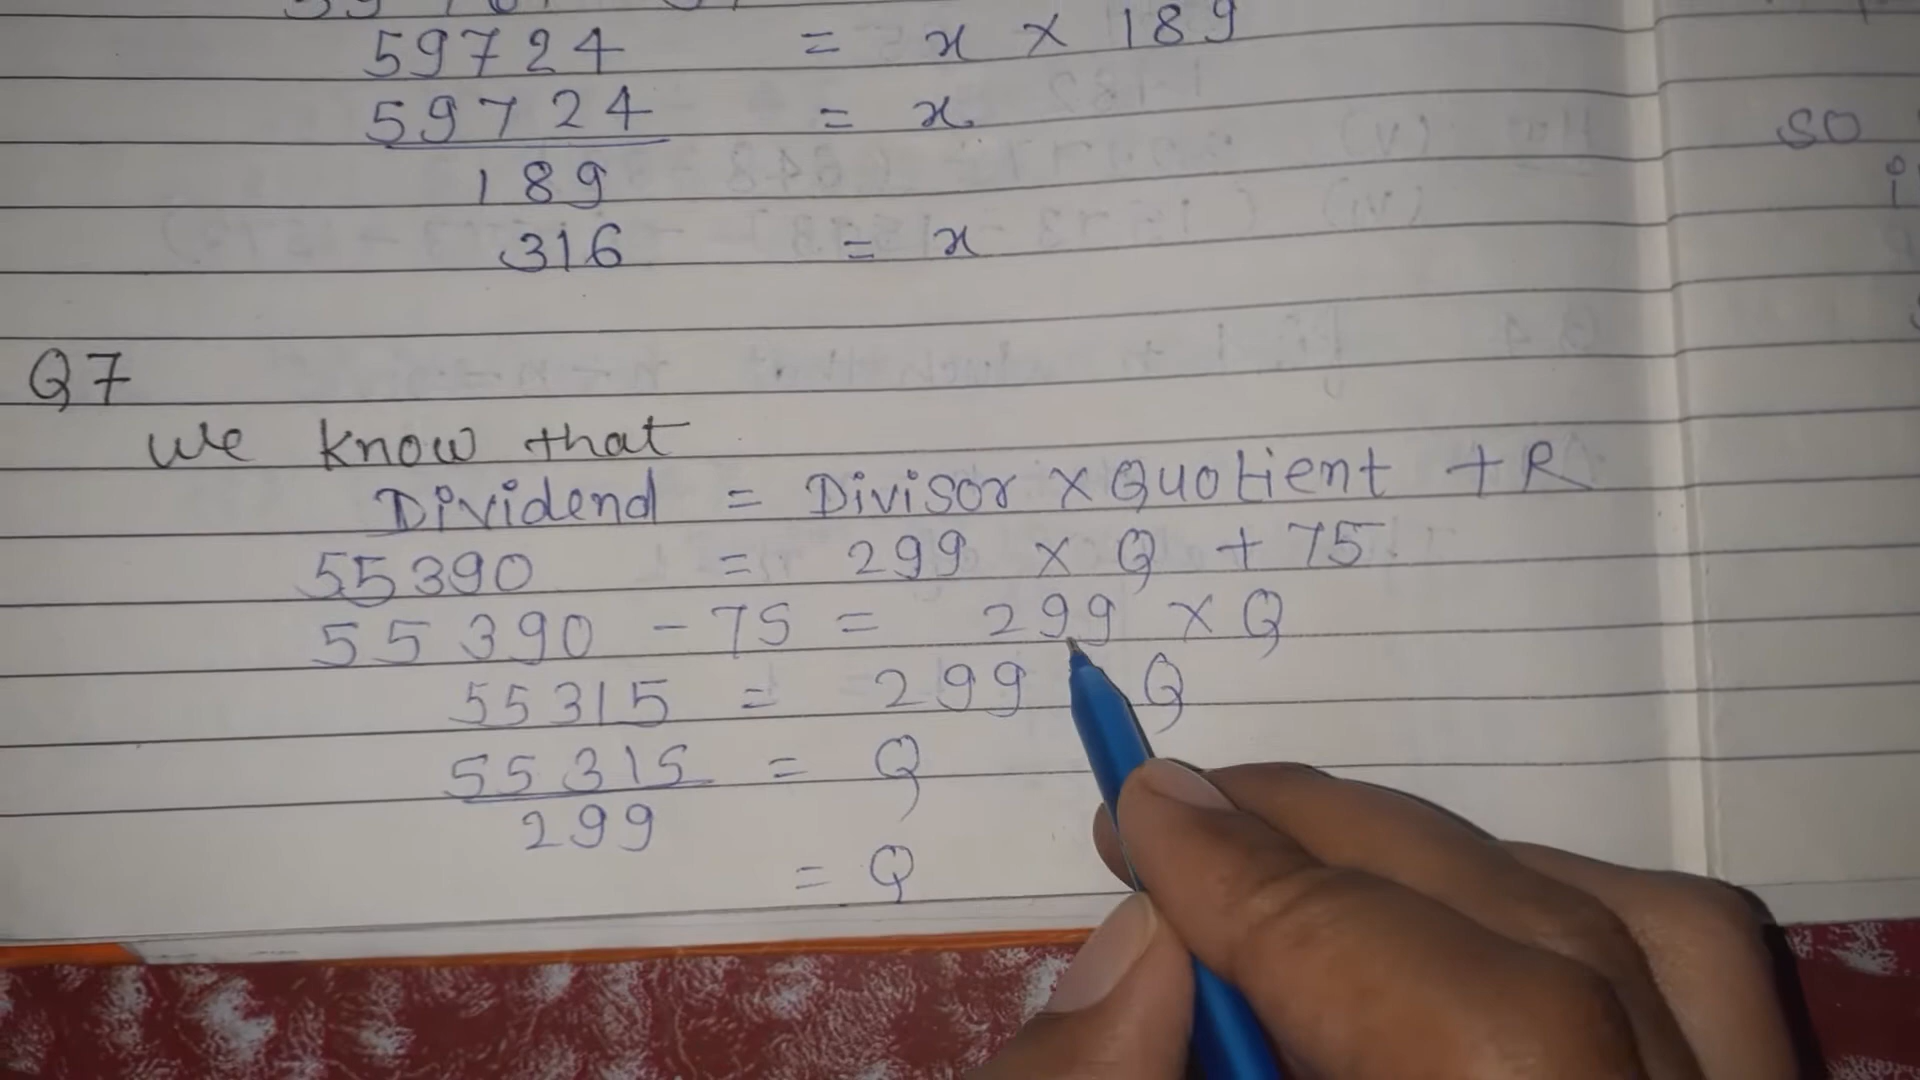 59724 = x × 189
59724 = x
189
316 = x
Q7
we know that
Dividend = Divisor × Quotient + R
55390 = 299 × Q + 75
55390 - 75 = 299 × Q
55315 = 299 Q
55315 = Q
299
= Q
so